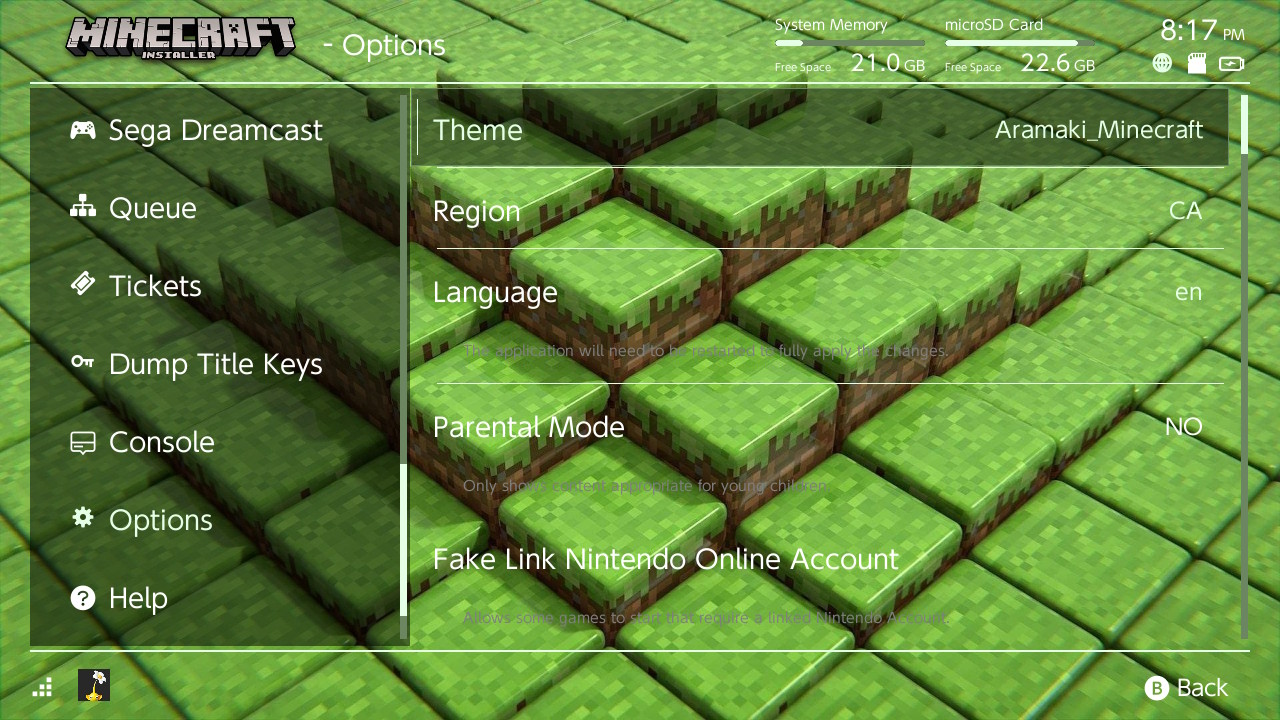 MINECRAFT
INSTALLER
- Options
System Memory
Free Space 21.0 GB
microSD Card
Free Space 22.6 GB
8:17 PM
Sega Dreamcast
Queue
Tickets
Dump Title Keys
Console
Options
Help
Theme Aramaki_Minecraft
Region CA
Language en
The application will need to be restarted to fully apply the changes.
Parental Mode NO
Only shows content appropriate for young children.
Fake Link Nintendo Online Account
Allows some games to start that require a linked Nintendo Account.
B Back